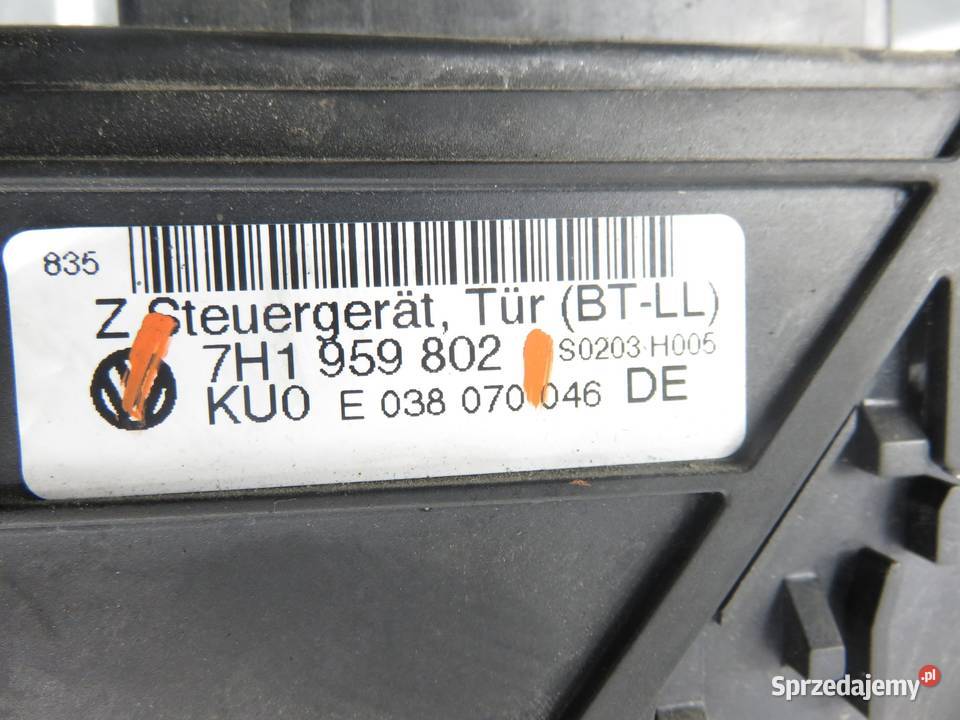 835
Z Steuergerät, Tür (BT-LL)
7H1 959 802 S0203 H005
KU0 E 038 070 046 DE
Sprzedajemy.pl